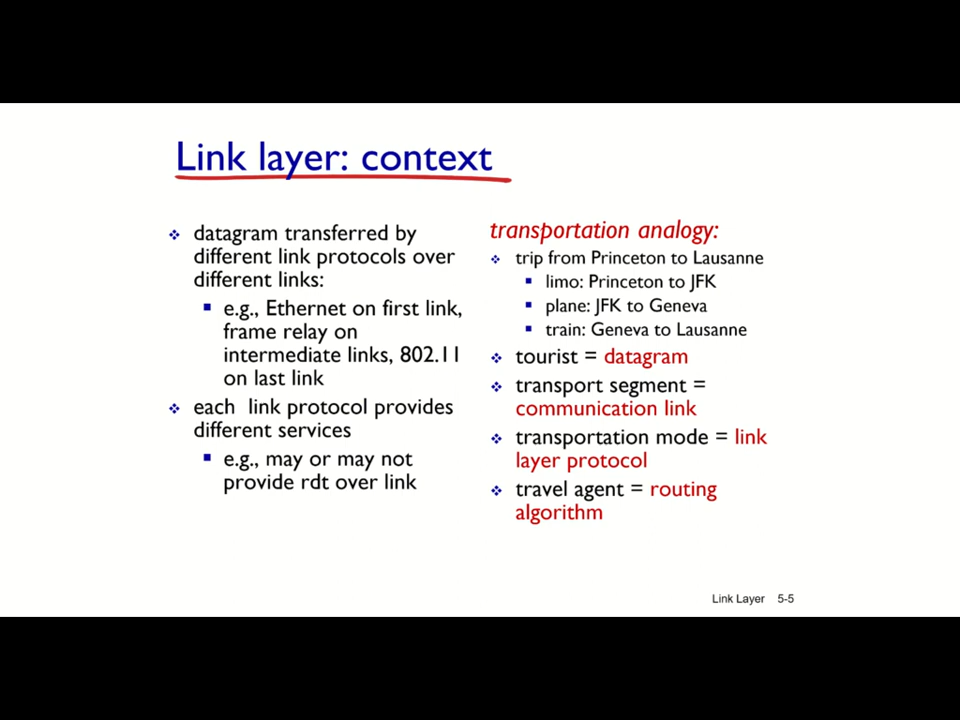 Link layer: context
datagram transferred by
different link protocols over
different links:
e.g., Ethernet on first link,
frame relay on
intermediate links, 802.11
on last link
each link protocol provides
different services
e.g., may or may not
provide rdt over link
transportation analogy:
trip from Princeton to Lausanne
limo: Princeton to JFK
plane: JFK to Geneva
train: Geneva to Lausanne
tourist = datagram
transport segment =
communication link
transportation mode = link
layer protocol
travel agent = routing
algorithm
Link Layer 5-5